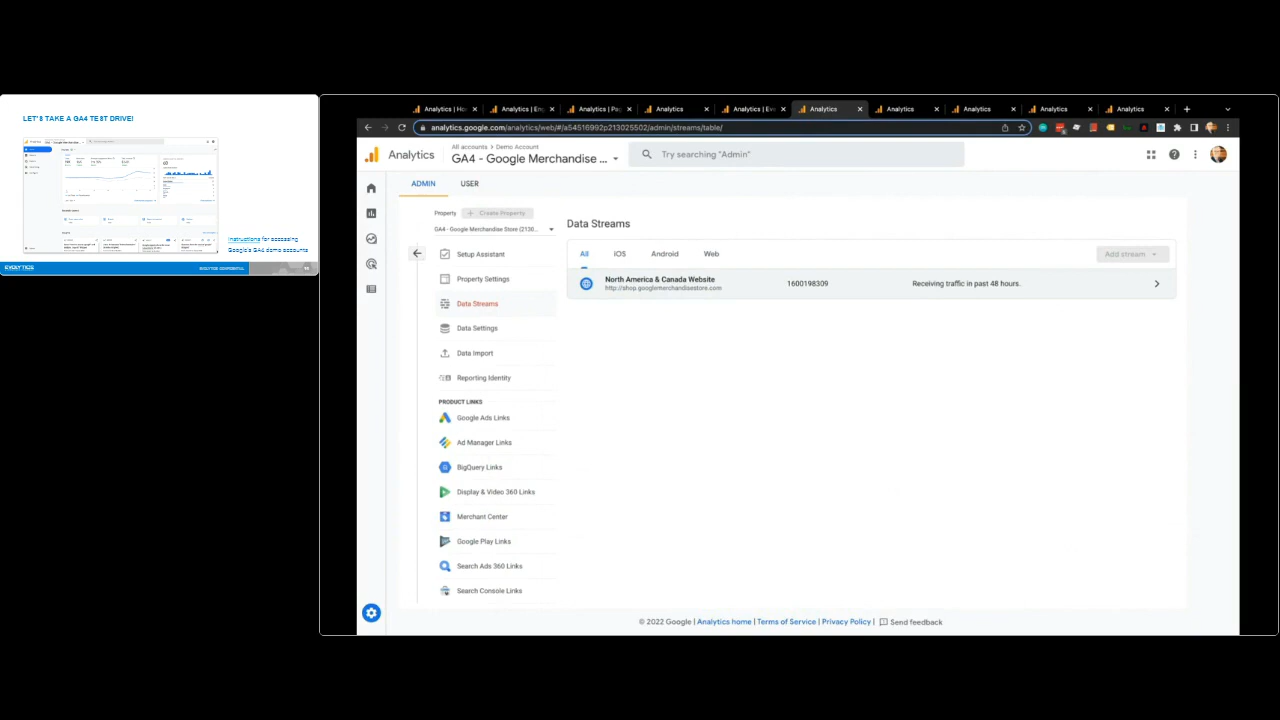 LET'S TAKE A GA4 TEST DRIVE!
Instructions for accessing
Google's GA4 demo accounts
EVOLYTICS
EVOLYTICS CONFIDENTIAL
Analytics | Ho
Analytics | En
Analytics | Pa
Analytics
Analytics | Ev
Analytics
Analytics
Analytics
Analytics
Analytics
analytics.google.com/analytics/web/#/a54516992p213025502/admin/streams/table/
Analytics
All accounts > Demo Account
GA4 - Google Merchandise ...
Try searching "Admin"
ADMIN
USER
Property
+ Create Property
GA4 - Google Merchandise Store (2130...
Setup Assistant
Property Settings
Data Streams
Data Settings
Data Import
Reporting Identity
PRODUCT LINKS
Google Ads Links
Ad Manager Links
BigQuery Links
Display & Video 360 Links
Merchant Center
Google Play Links
Search Ads 360 Links
Search Console Links
Data Streams
All
iOS
Android
Web
Add stream
North America & Canada Website
http://shop.googlemerchandisestore.com
1600198309
Receiving traffic in past 48 hours.
© 2022 Google | Analytics home | Terms of Service | Privacy Policy | Send feedback